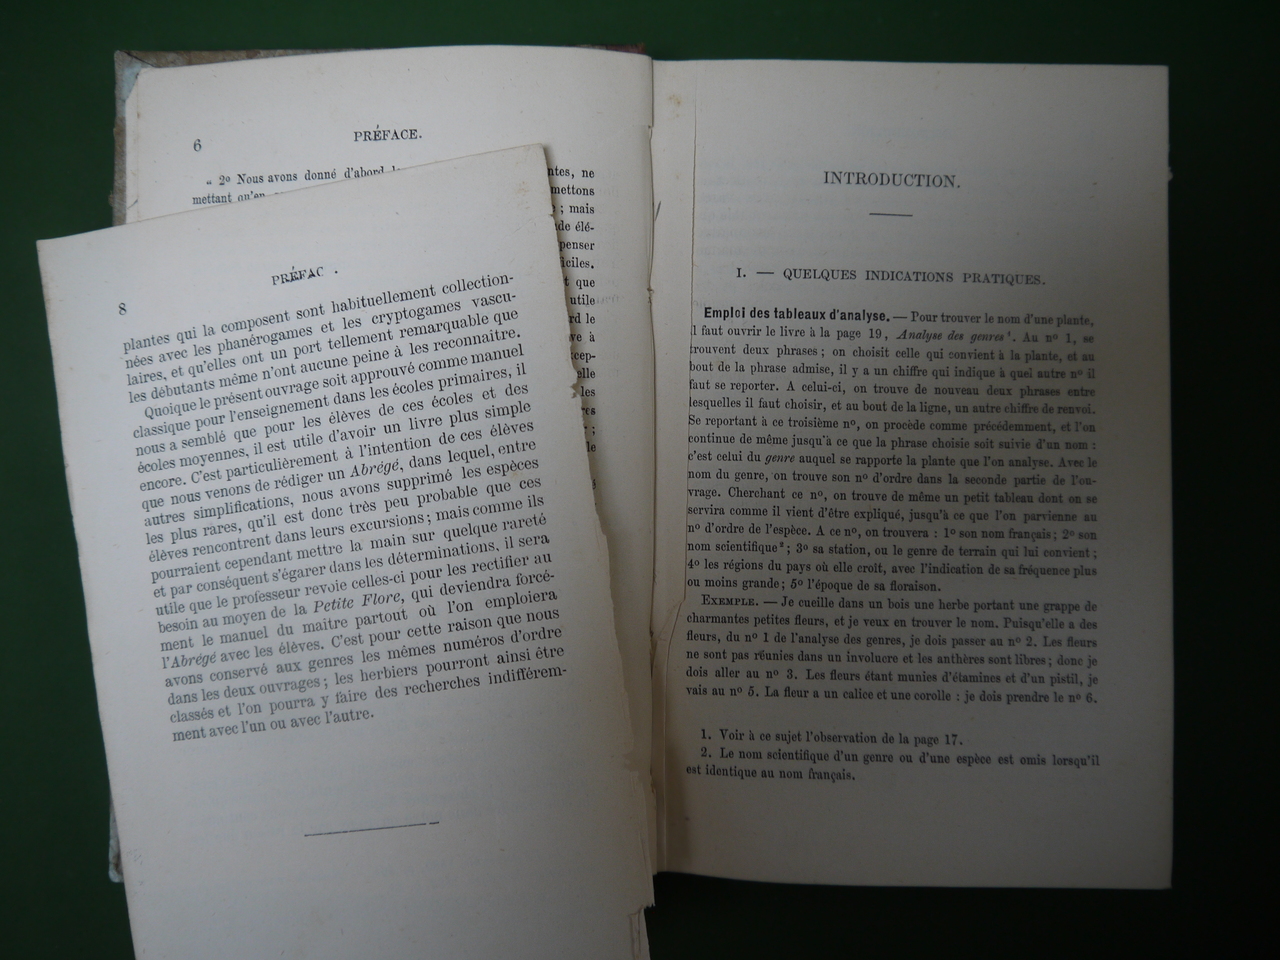 6
PRÉFACE.
« 2º Nous avons donné d'abord
mettant qu'en
ntes, ne
mettons
; mais
de élé-
penser
iciles.
t que
utile
rd le
ve à
cep-
elle
les
res
;
le
8
PRÉFAC .
plantes qui la composent sont habituellement collection-
nées avec les phanérogames et les cryptogames vascu-
laires, et qu'elles ont un port tellement remarquable que
les débutants même n'ont aucune peine à les reconnaitre.
Quoique le présent ouvrage soit approuvé comme manuel
classique pour l'enseignement dans les écoles primaires, il
nous a semblé que pour les élèves de ces écoles et des
écoles moyennes, il est utile d'avoir un livre plus simple
encore. C'est particulièrement à l'intention de ces élèves
que nous venons de rédiger un Abrégé, dans lequel, entre
autres simplifications, nous avons supprimé les espèces
les plus rares, qu'il est donc très peu probable que ces
élèves rencontrent dans leurs excursions ; mais comme ils
pourraient cependant mettre la main sur quelque rareté
et par conséquent s'égarer dans les déterminations, il sera
utile que le professeur revoie celles-ci pour les rectifier au
besoin au moyen de la Petite Flore, qui deviendra forcé-
ment le manuel du maitre partout où l'on emploiera
l'Abrégé avec les élèves. C'est pour cette raison que nous
avons conservé aux genres les mêmes numéros d'ordre
dans les deux ouvrages ; les herbiers pourront ainsi être
classés et l'on pourra y faire des recherches indifférem-
ment avec l'un ou avec l'autre.
INTRODUCTION.
I. — QUELQUES INDICATIONS PRATIQUES.
Emploi des tableaux d'analyse. — Pour trouver le nom d'une plante,
il faut ouvrir le livre à la page 19, Analyse des genres¹. Au nº 1, se
trouvent deux phrases ; on choisit celle qui convient à la plante, et au
bout de la phrase admise, il y a un chiffre qui indique à quel autre nº il
faut se reporter. A celui-ci, on trouve de nouveau deux phrases entre
lesquelles il faut choisir, et au bout de la ligne, un autre chiffre de renvoi.
Se reportant à ce troisième nº, on procède comme précédemment, et l'on
continue de même jusqu'à ce que la phrase choisie soit suivie d'un nom :
c'est celui du genre auquel se rapporte la plante que l'on analyse. Avec le
nom du genre, on trouve son nº d'ordre dans la seconde partie de l'ou-
vrage. Cherchant ce nº, on trouve de même un petit tableau dont on se
servira comme il vient d'être expliqué, jusqu'à ce que l'on parvienne au
nº d'ordre de l'espèce. A ce nº, on trouvera : 1º son nom français ; 2º son
nom scientifique² ; 3º sa station, ou le genre de terrain qui lui convient ;
4º les régions du pays où elle croît, avec l'indication de sa fréquence plus
ou moins grande ; 5º l'époque de sa floraison.
EXEMPLE. — Je cueille dans un bois une herbe portant une grappe de
charmantes petites fleurs, et je veux en trouver le nom. Puisqu'elle a des
fleurs, du nº 1 de l'analyse des genres, je dois passer au nº 2. Les fleurs
ne sont pas réunies dans un involucre et les anthères sont libres ; donc je
dois aller au nº 3. Les fleurs étant munies d'étamines et d'un pistil, je
vais au nº 5. La fleur a un calice et une corolle : je dois prendre le nº 6.
1. Voir à ce sujet l'observation de la page 17.
2. Le nom scientifique d'un genre ou d'une espèce est omis lorsqu'il
est identique au nom français.